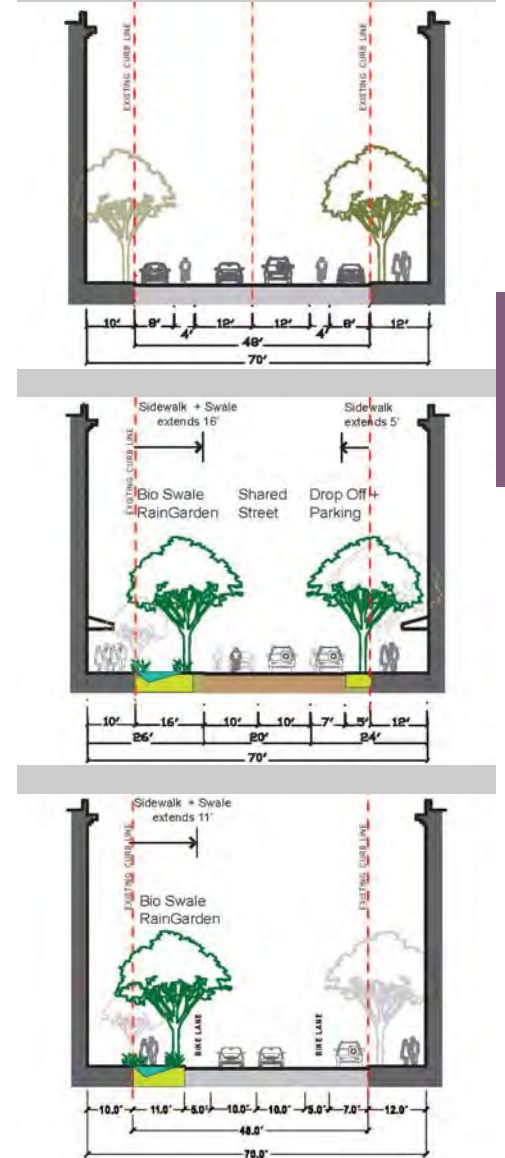 EXISTING CURB LINE
EXISTING CURB LINE
10' 8' 4' 12' 12' 4' 8' 12'
48'
70'
Sidewalk + Swale
extends 16'
Sidewalk
extends 5'
EXISTING CURB LINE
Bio Swale
RainGarden
Shared
Street
Drop Off +
Parking
10' 16' 10' 10' 7' 5' 12'
26' 20' 24'
70'
Sidewalk + Swale
extends 11'
EXISTING CURB LINE
EXISTING CURB LINE
Bio Swale
RainGarden
BIKE LANE
BIKE LANE
10.0' 11.0' 5.0' 10.0' 10.0' 5.0' 7.0' 12.0'
48.0'
70.0'